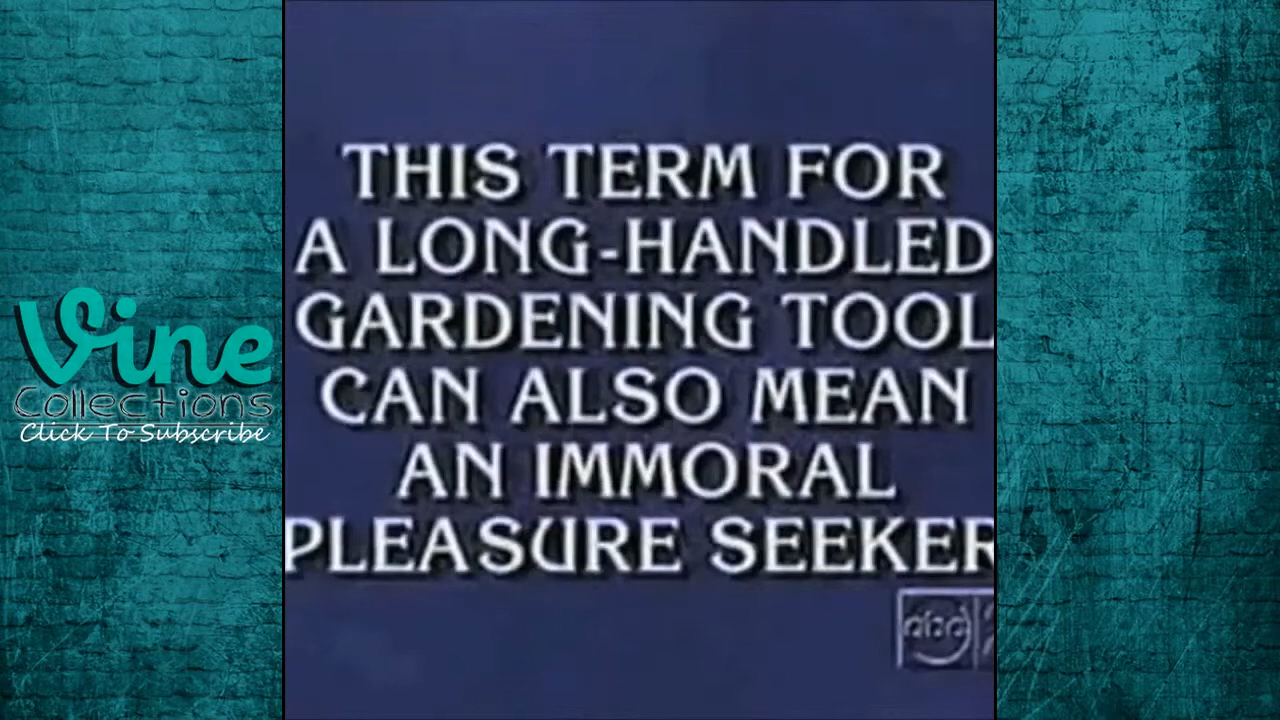 THIS TERM FOR
A LONG-HANDLED
GARDENING TOOL
CAN ALSO MEAN
AN IMMORAL
PLEASURE SEEKER
Vine
Collections
Click To Subscribe
abc